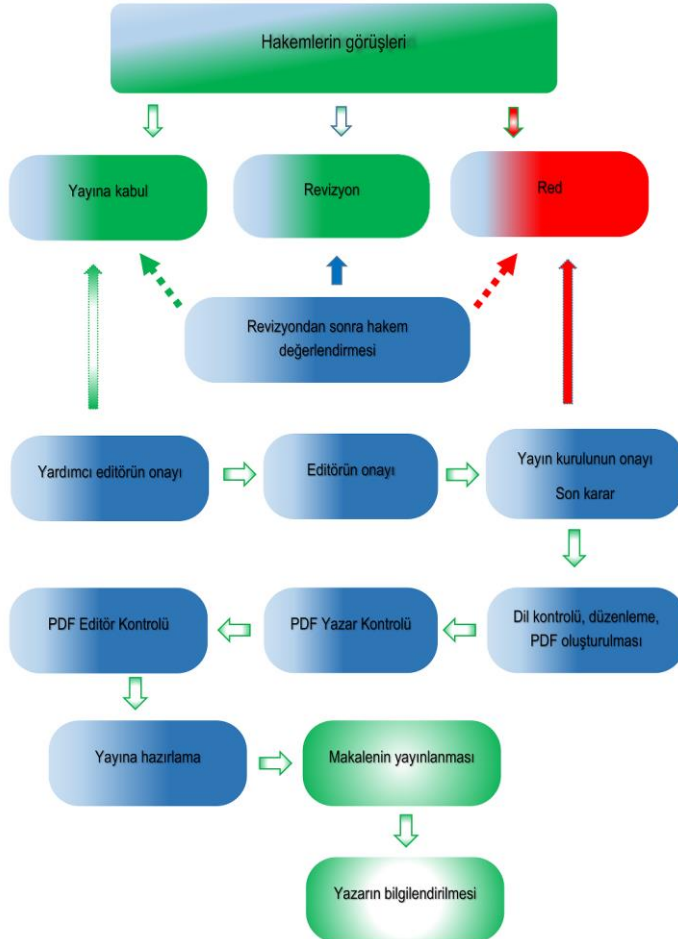 Hakemlerin görüşleri
Yayına kabul
Revizyon
Red
Revizyondan sonra hakem
değerlendirmesi
Yardımcı editörün onayı
Editörün onayı
Yayın kurulunun onayı
Son karar
PDF Editör Kontrolü
PDF Yazar Kontrolü
Dil kontrolü, düzenleme,
PDF oluşturulması
Yayına hazırlama
Makalenin yayınlanması
Yazarın bilgilendirilmesi